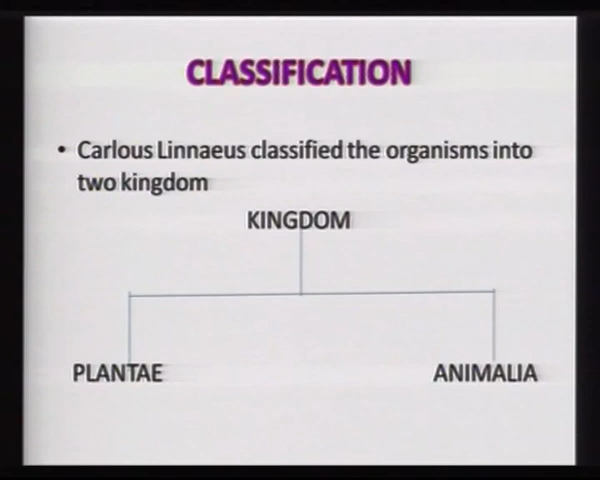 CLASSIFICATION
• Carlous Linnaeus classified the organisms into
two kingdom
KINGDOM
PLANTAE
ANIMALIA